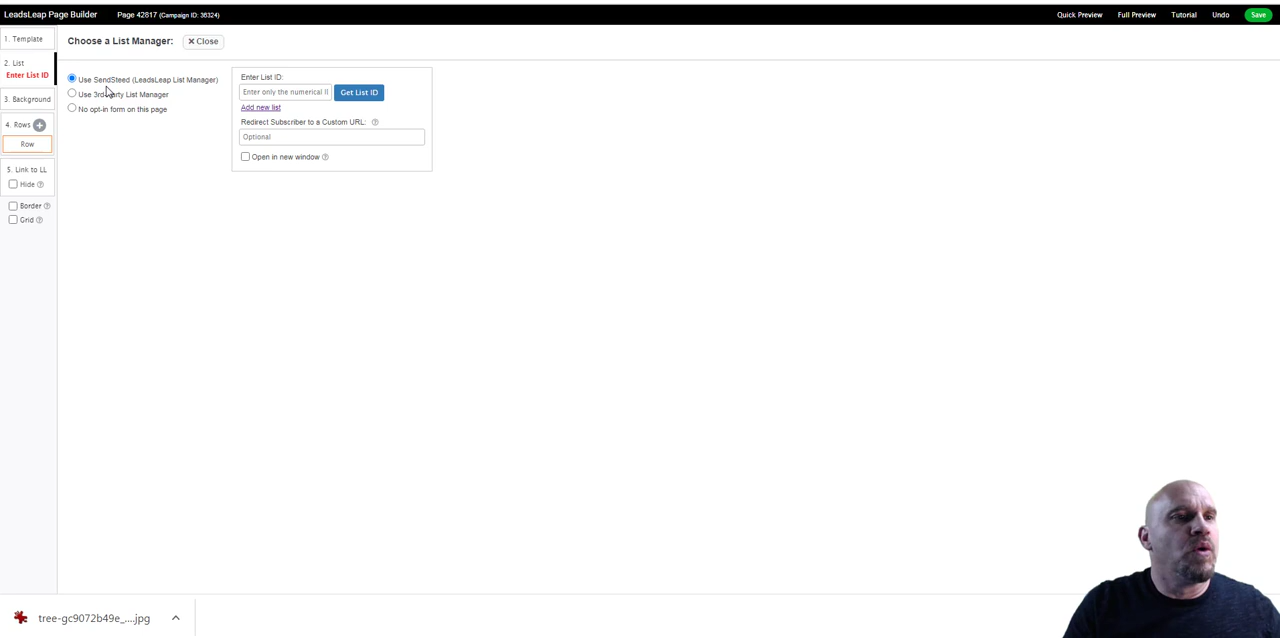 LeadsLeap Page Builder
Page 42817 (Campaign ID: 36324)
Quick Preview
Full Preview
Tutorial
Undo
Save
1. Template
2. List
Enter List ID
3. Background
4. Rows
Row
5. Link to LL
Hide
Border
Grid
Choose a List Manager:
✕ Close
Use SendSteed (LeadsLeap List Manager)
Use 3rd-Party List Manager
No opt-in form on this page
Enter List ID:
Enter only the numerical I
Get List ID
Add new list
Redirect Subscriber to a Custom URL:
Optional
Open in new window
tree-gc9072b49e_....jpg